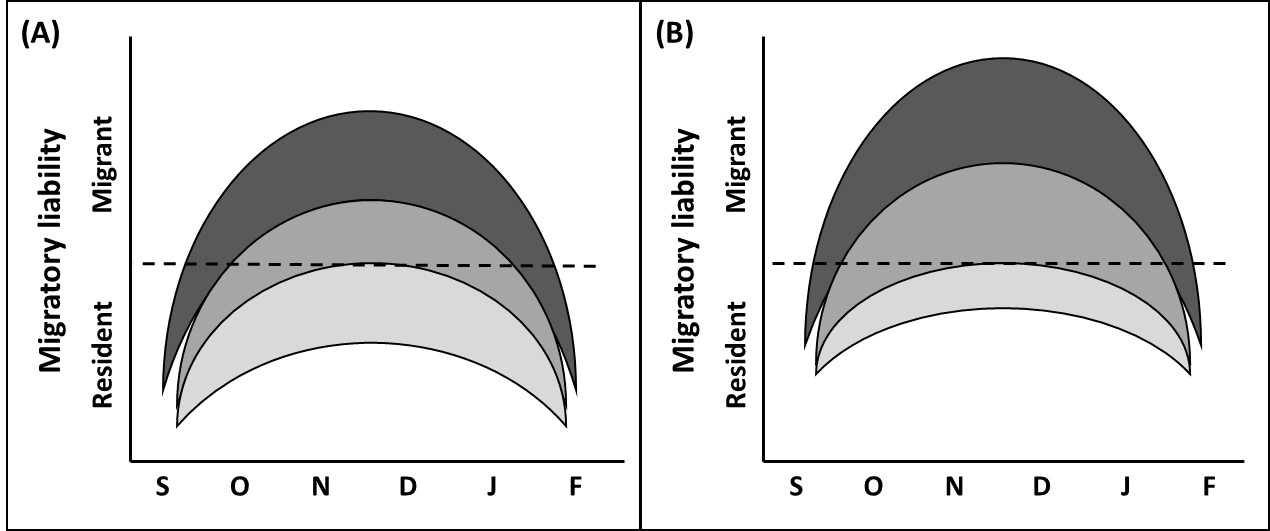 (A)
Migratory liability
Migrant
Resident
S O N D J F
(B)
Migratory liability
Migrant
Resident
S O N D J F